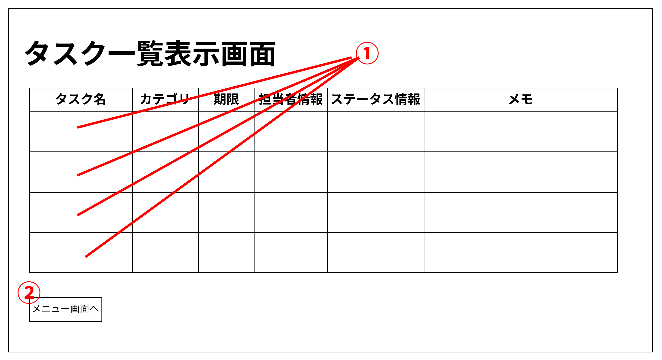 タスク一覧表示画面
①
タスク名 カテゴリ 期限 担当者情報 ステータス情報 メモ
②
メニュー画面へ